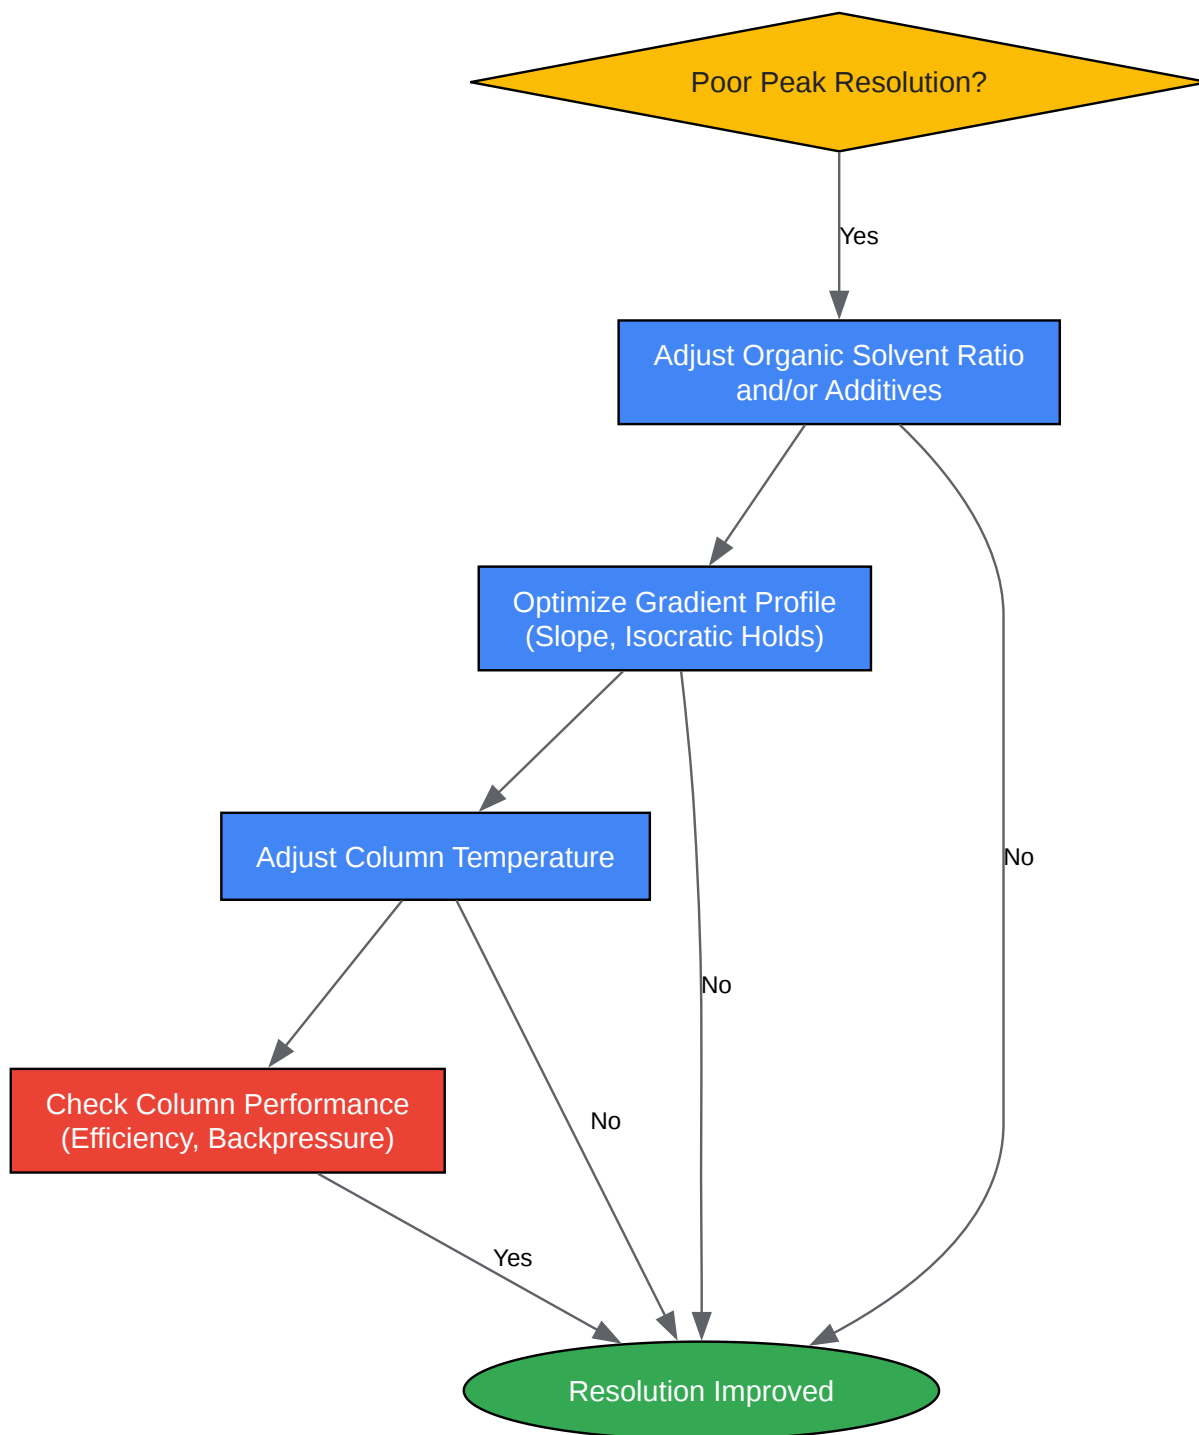 Poor Peak Resolution?
Yes
Adjust Organic Solvent Ratio
and/or Additives
Optimize Gradient Profile
(Slope, Isocratic Holds)
Adjust Column Temperature
No
No
Check Column Performance
(Efficiency, Backpressure)
No
Yes
Resolution Improved